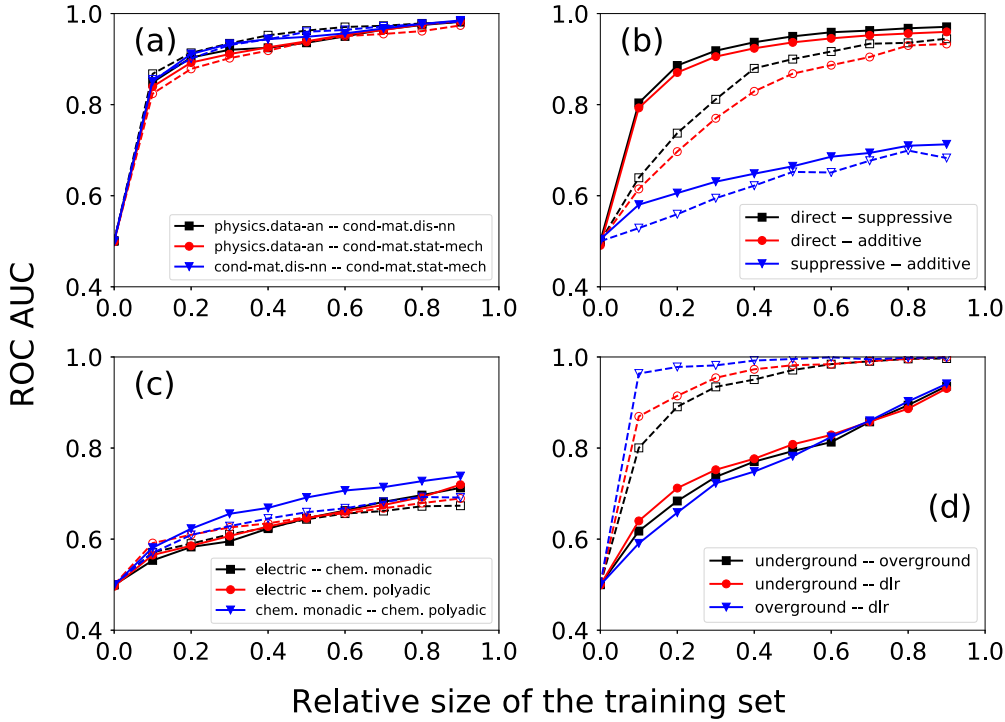 ROC AUC
(a)
1.0
0.8
0.6
0.4
0.0 0.2 0.4 0.6 0.8 1.0
physics.data-an -- cond-mat.dis-nn
physics.data-an -- cond-mat.stat-mech
cond-mat.dis-nn -- cond-mat.stat-mech
(b)
1.0
0.8
0.6
0.4
0.0 0.2 0.4 0.6 0.8 1.0
direct – suppressive
direct – additive
suppressive – additive
(c)
1.0
0.8
0.6
0.4
0.0 0.2 0.4 0.6 0.8 1.0
electric -- chem. monadic
electric -- chem. polyadic
chem. monadic -- chem. polyadic
(d)
1.0
0.8
0.6
0.4
0.0 0.2 0.4 0.6 0.8 1.0
underground -- overground
underground -- dlr
overground -- dlr
Relative size of the training set